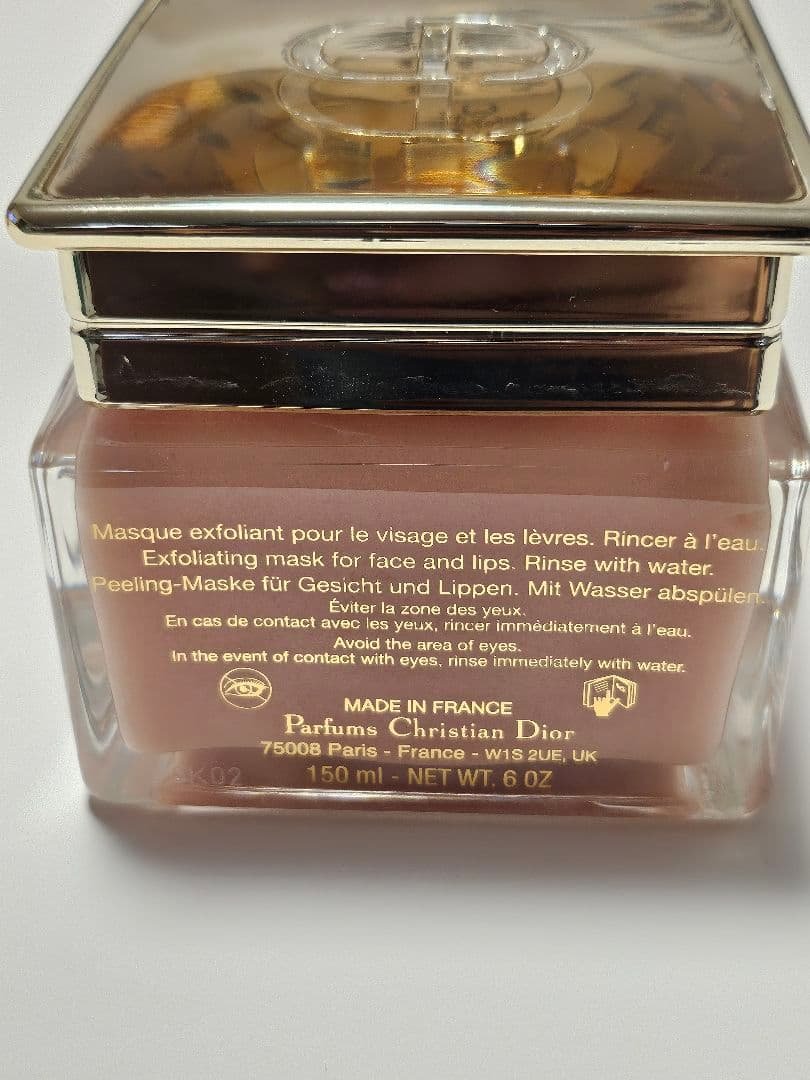 Masque exfoliant pour le visage et les lèvres. Rincer à l'eau.
Exfoliating mask for face and lips. Rinse with water.
Peeling-Maske für Gesicht und Lippen. Mit Wasser abspülen.
Éviter la zone des yeux.
En cas de contact avec les yeux, rincer immédiatement à l'eau.
Avoid the area of eyes.
In the event of contact with eyes, rinse immediately with water.
MADE IN FRANCE
Parfums Christian Dior
75008 Paris - France - W1S 2UE, UK
150 ml - NET WT. 6 OZ